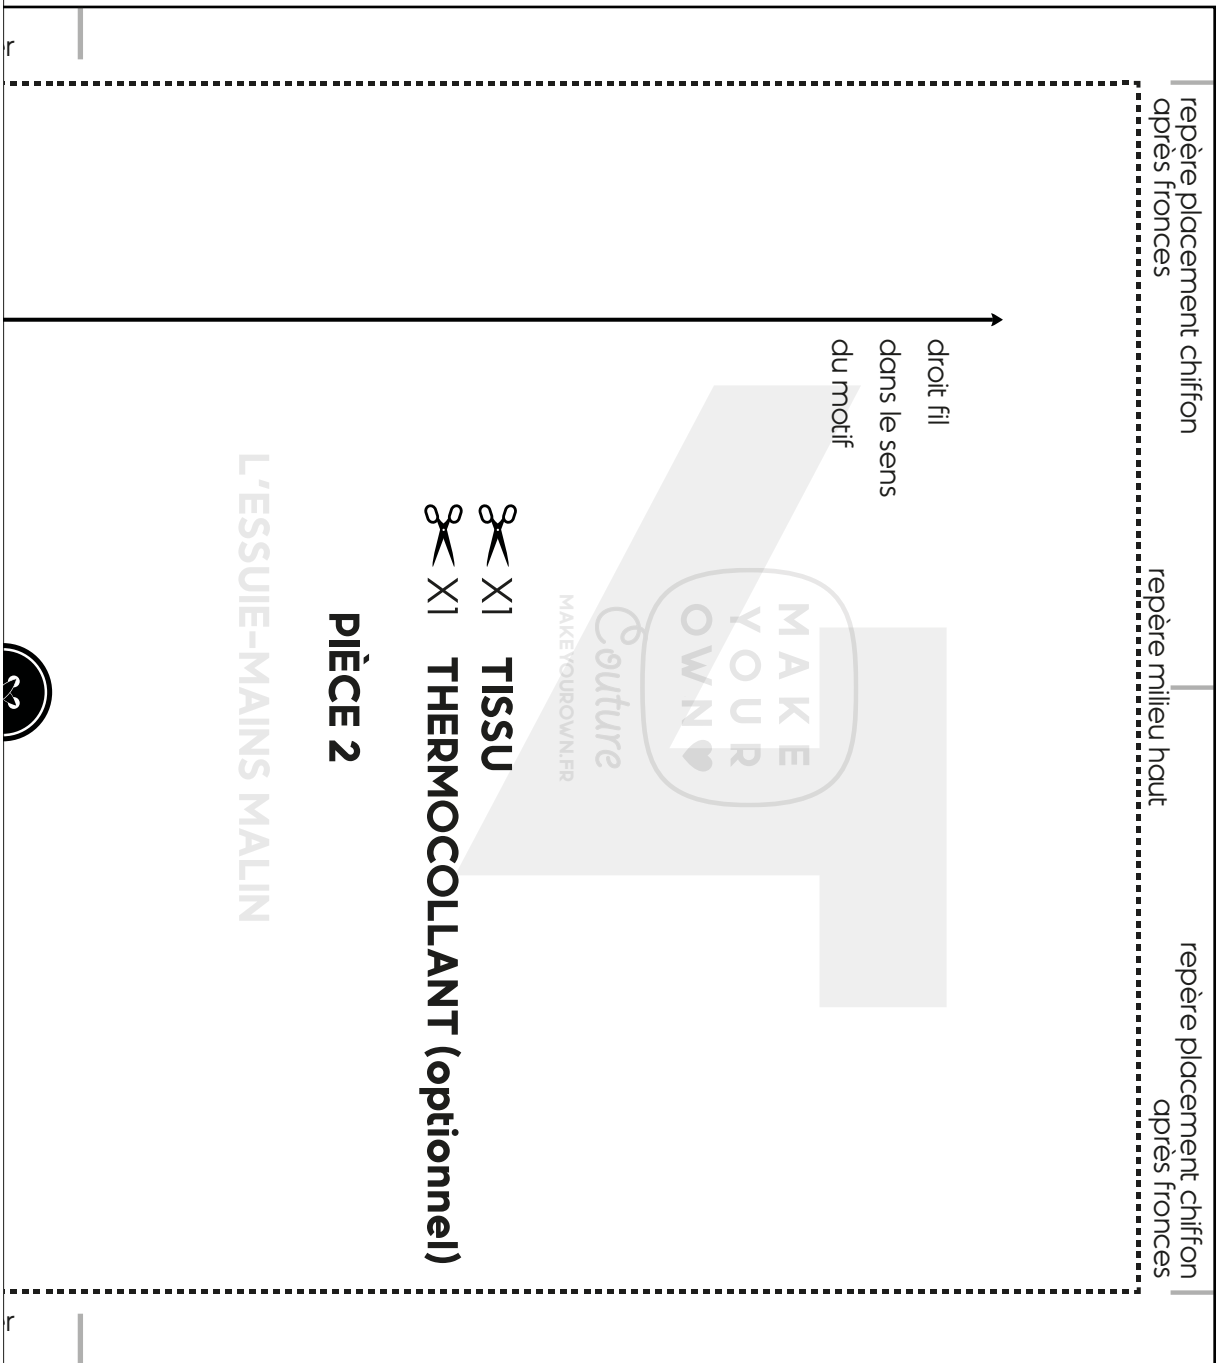 repère placement chiffon
après fronces
repère milieu haut
repère placement chiffon
après fronces
droit fil
dans le sens
du motif
4
MAKE
YOUR
OWN
Couture
MAKEYOUROWN.FR
X1 TISSU
X1 THERMOCOLLANT (optionnel)
PIÈCE 2
L'ESSUIE-MAINS MALIN